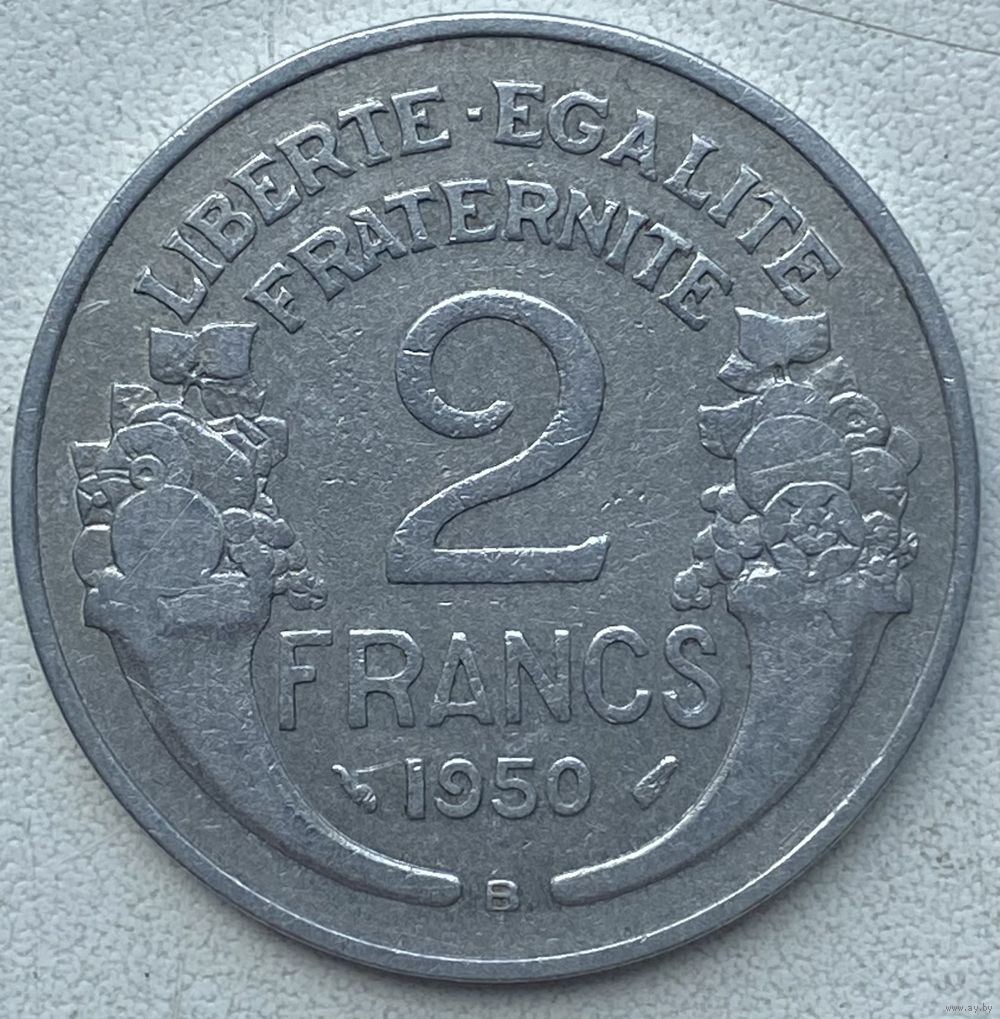 LIBERTE · EGALITE
FRATERNITE
2
FRANCS
1950
B
www.ay.by